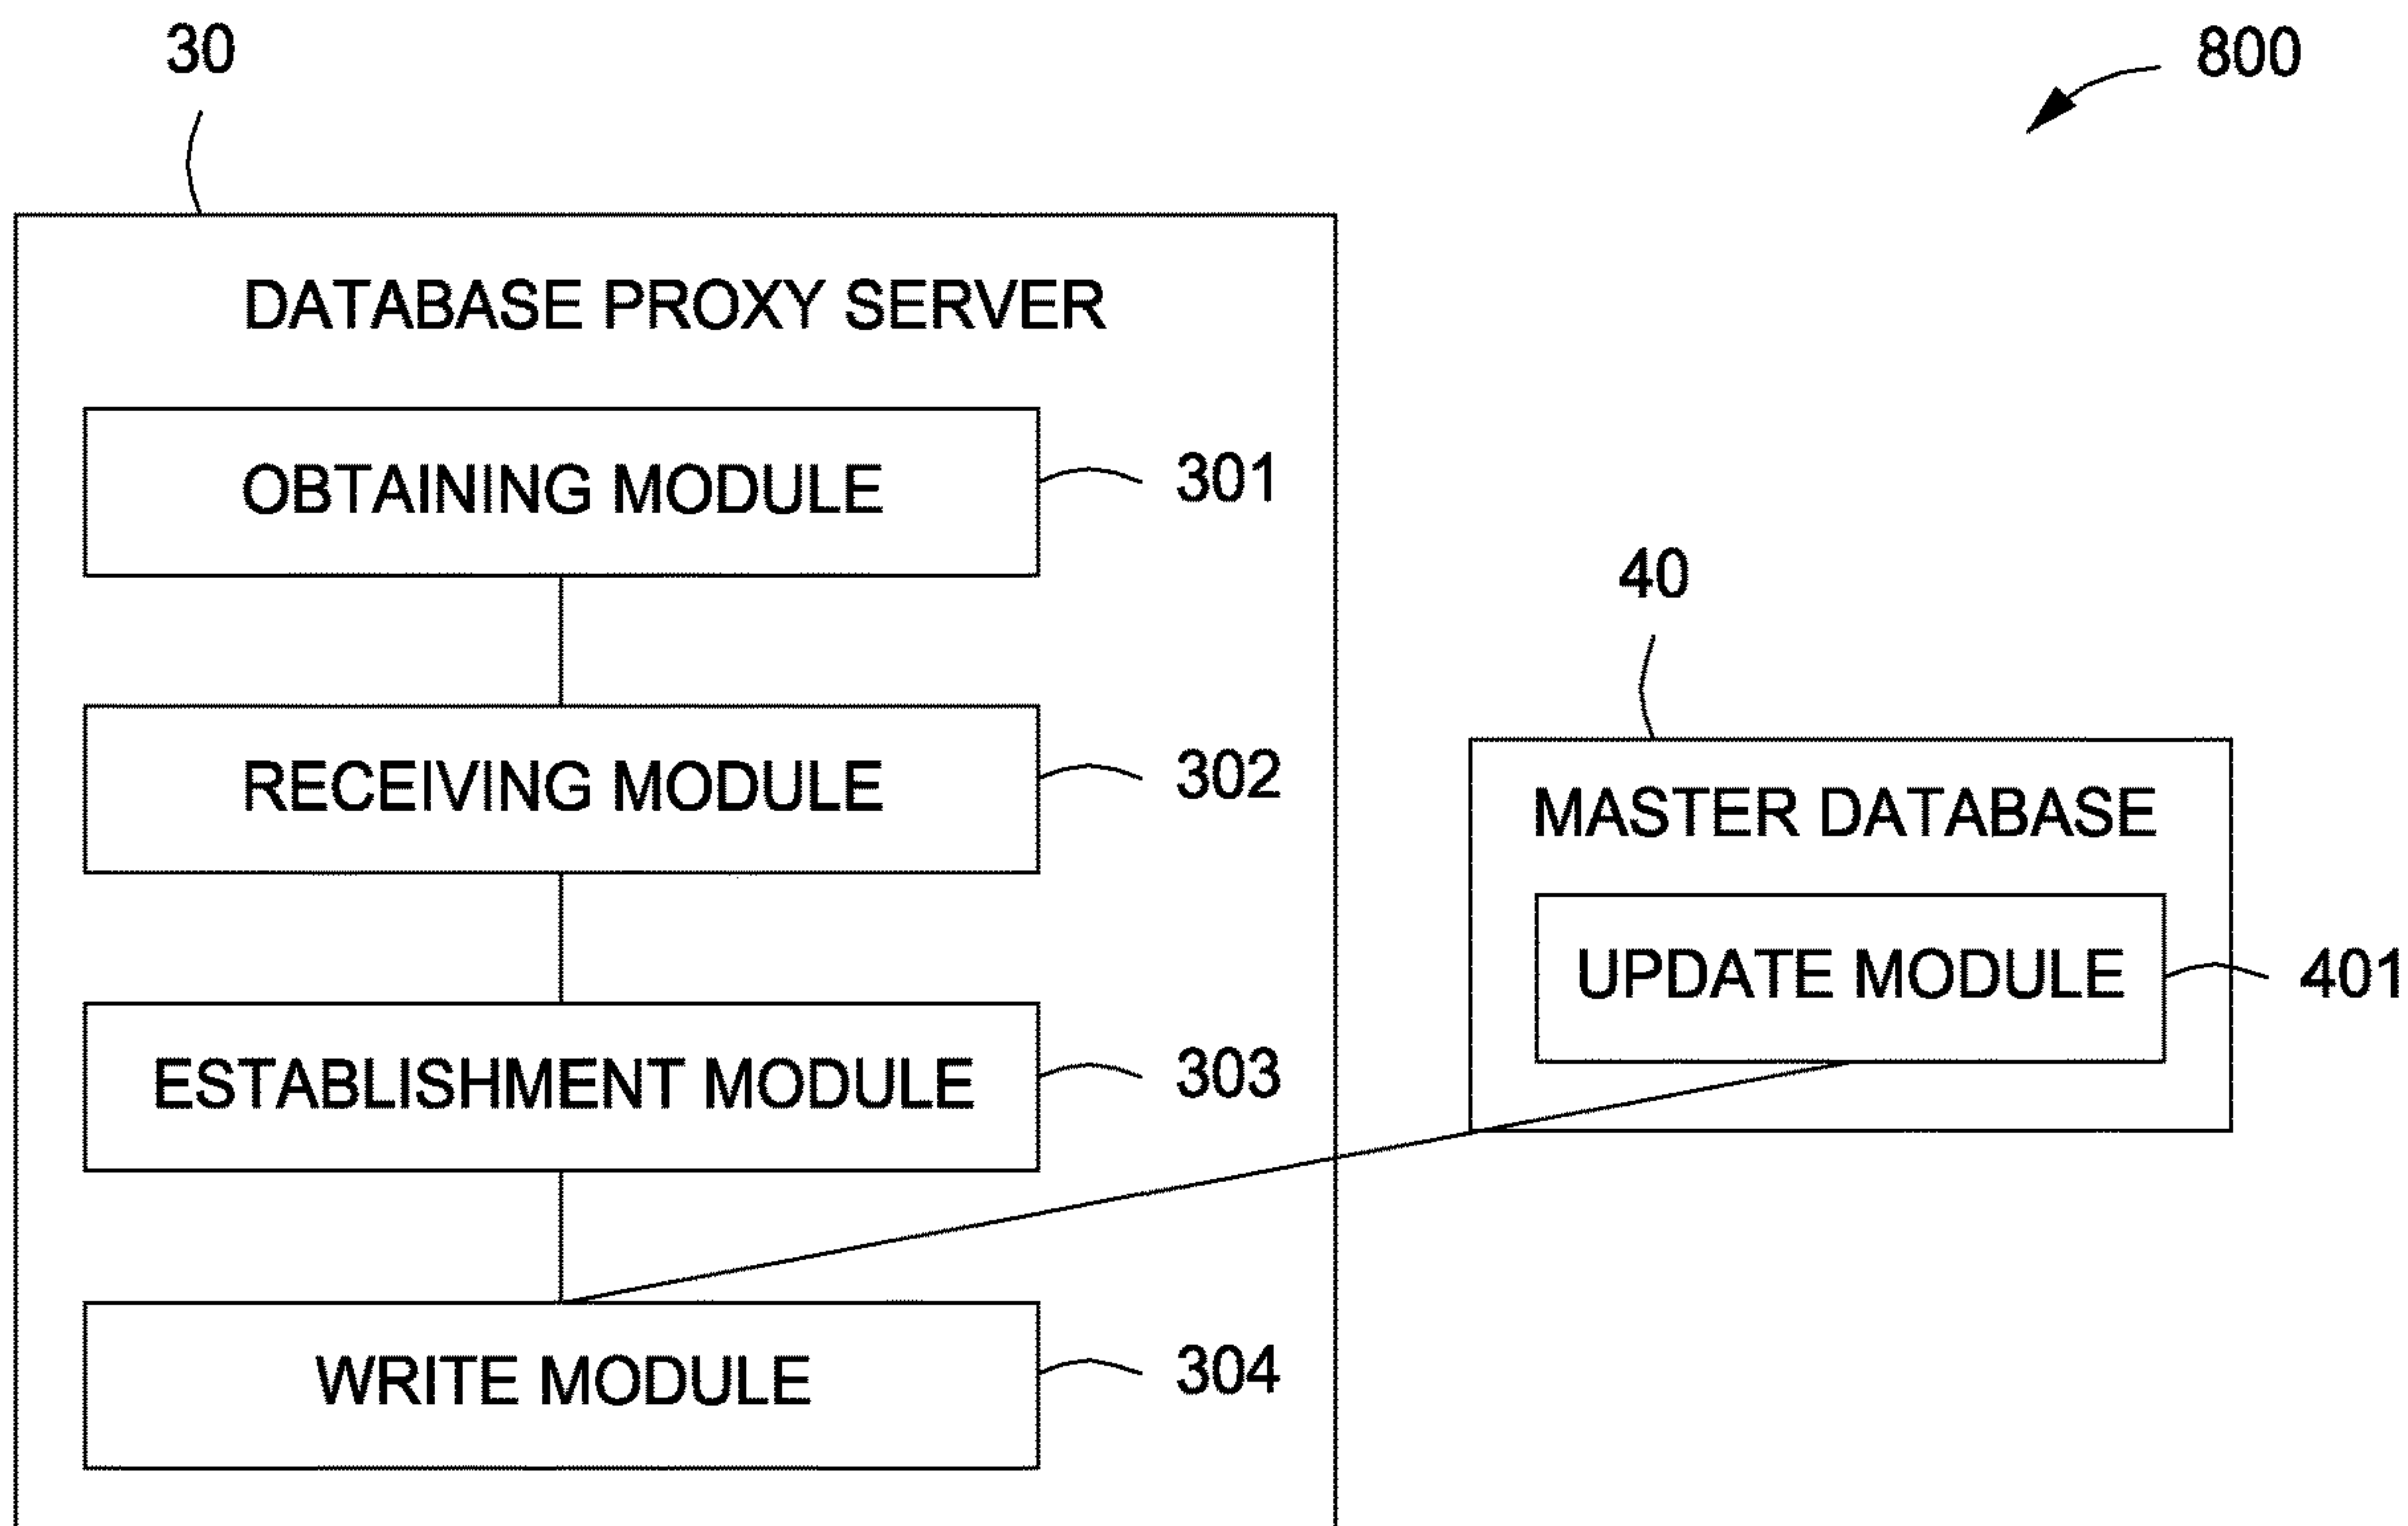 30
800
DATABASE PROXY SERVER
OBTAINING MODULE
301
RECEIVING MODULE
302
ESTABLISHMENT MODULE
303
WRITE MODULE
304
40
MASTER DATABASE
UPDATE MODULE
401